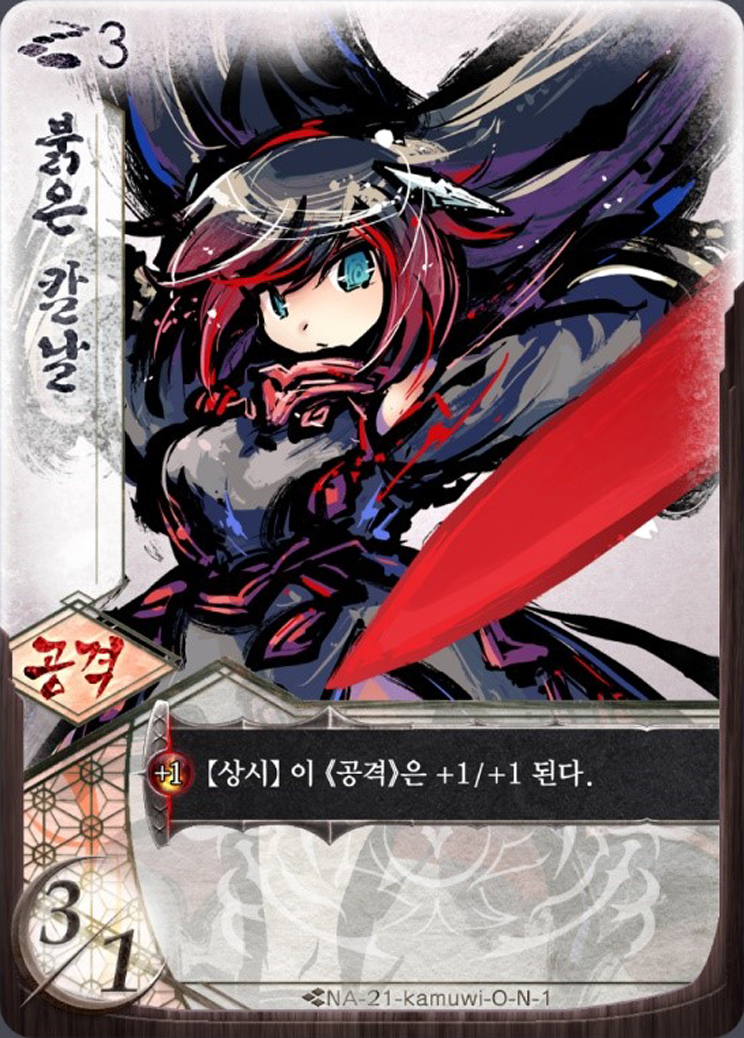 3
붉은 칼날
공격
+1 【상시】 이 《공격》은 +1/+1 된다.
3/1
NA-21-kamuwi-O-N-1